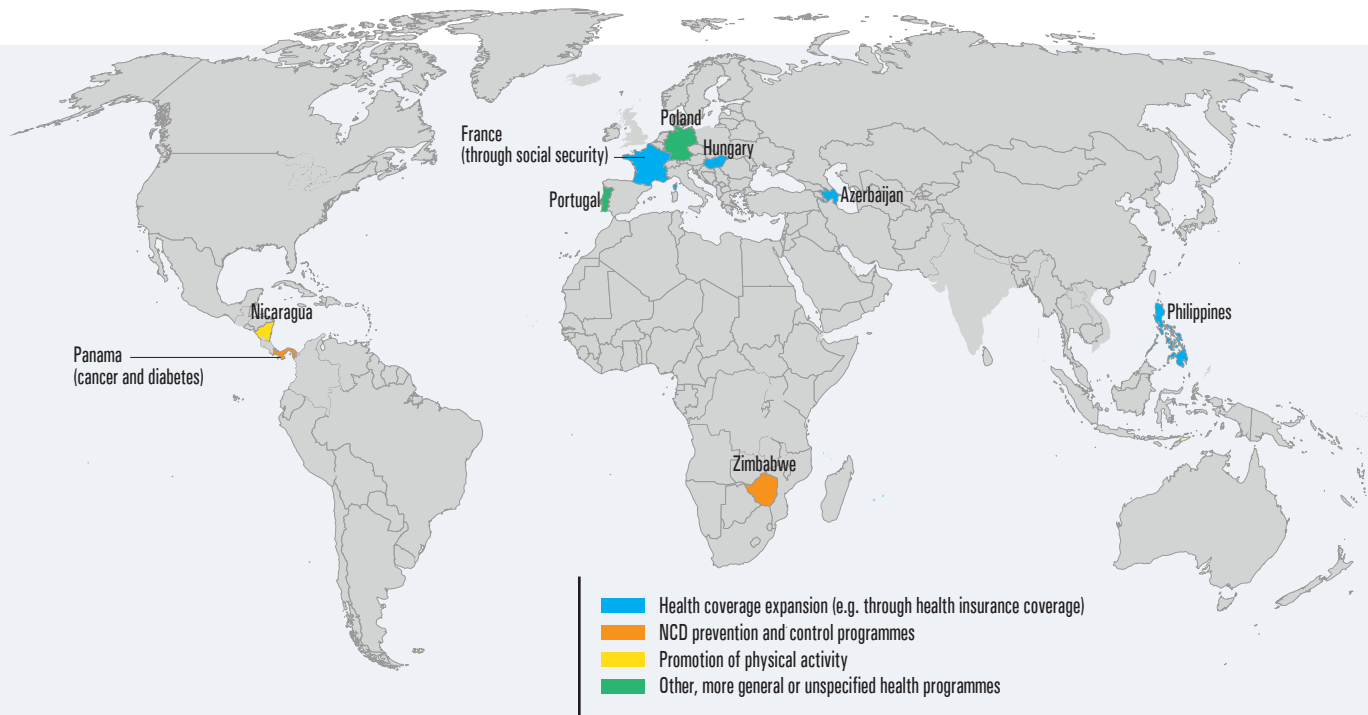 Poland
France
(through social security)
Hungary
Portugal
Azerbaijan
Nicaragua
Philippines
Panama
(cancer and diabetes)
Zimbabwe
Health coverage expansion (e.g. through health insurance coverage)
NCD prevention and control programmes
Promotion of physical activity
Other, more general or unspecified health programmes